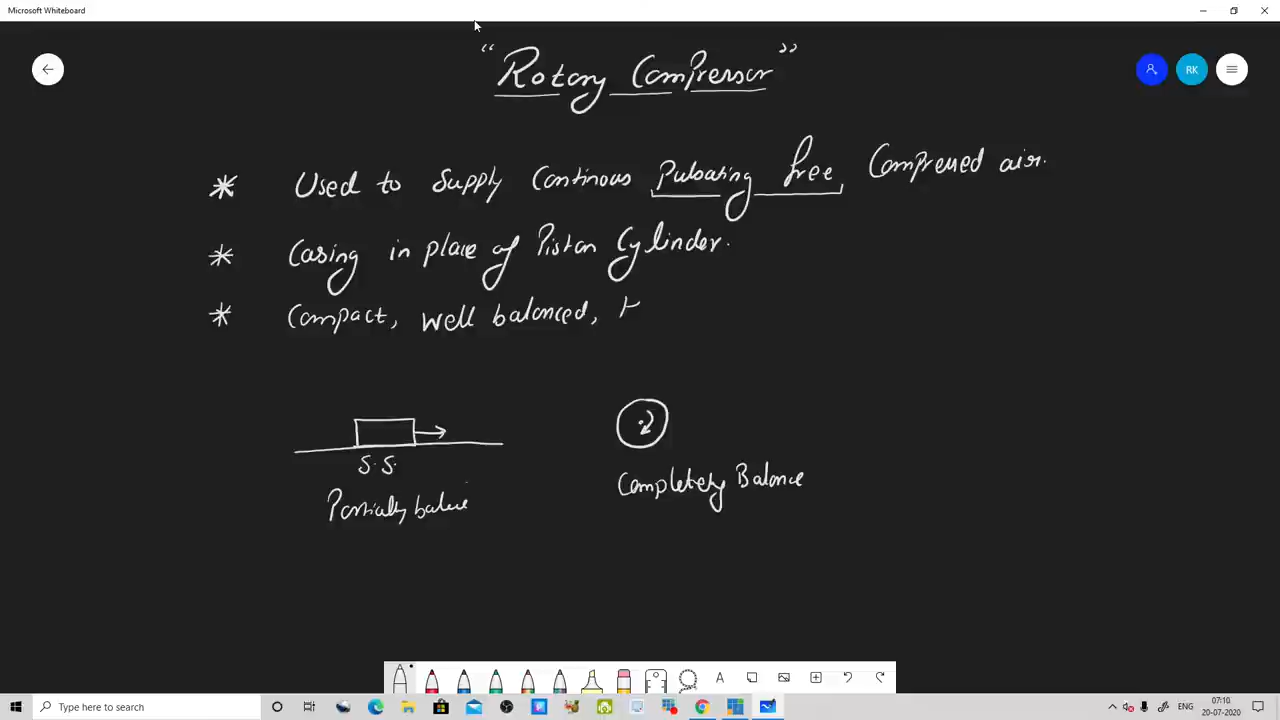 Microsoft Whiteboard
"Rotary Compressor"
RK
* Used to Supply Continous Pulsating free Compressed air.
* Casing in place of Piston Cylinder.
* Compact, Well balanced, H
S.S.
Partially balance
2
Completely Balance
Type here to search
A
ENG
07:10
20-07-2020